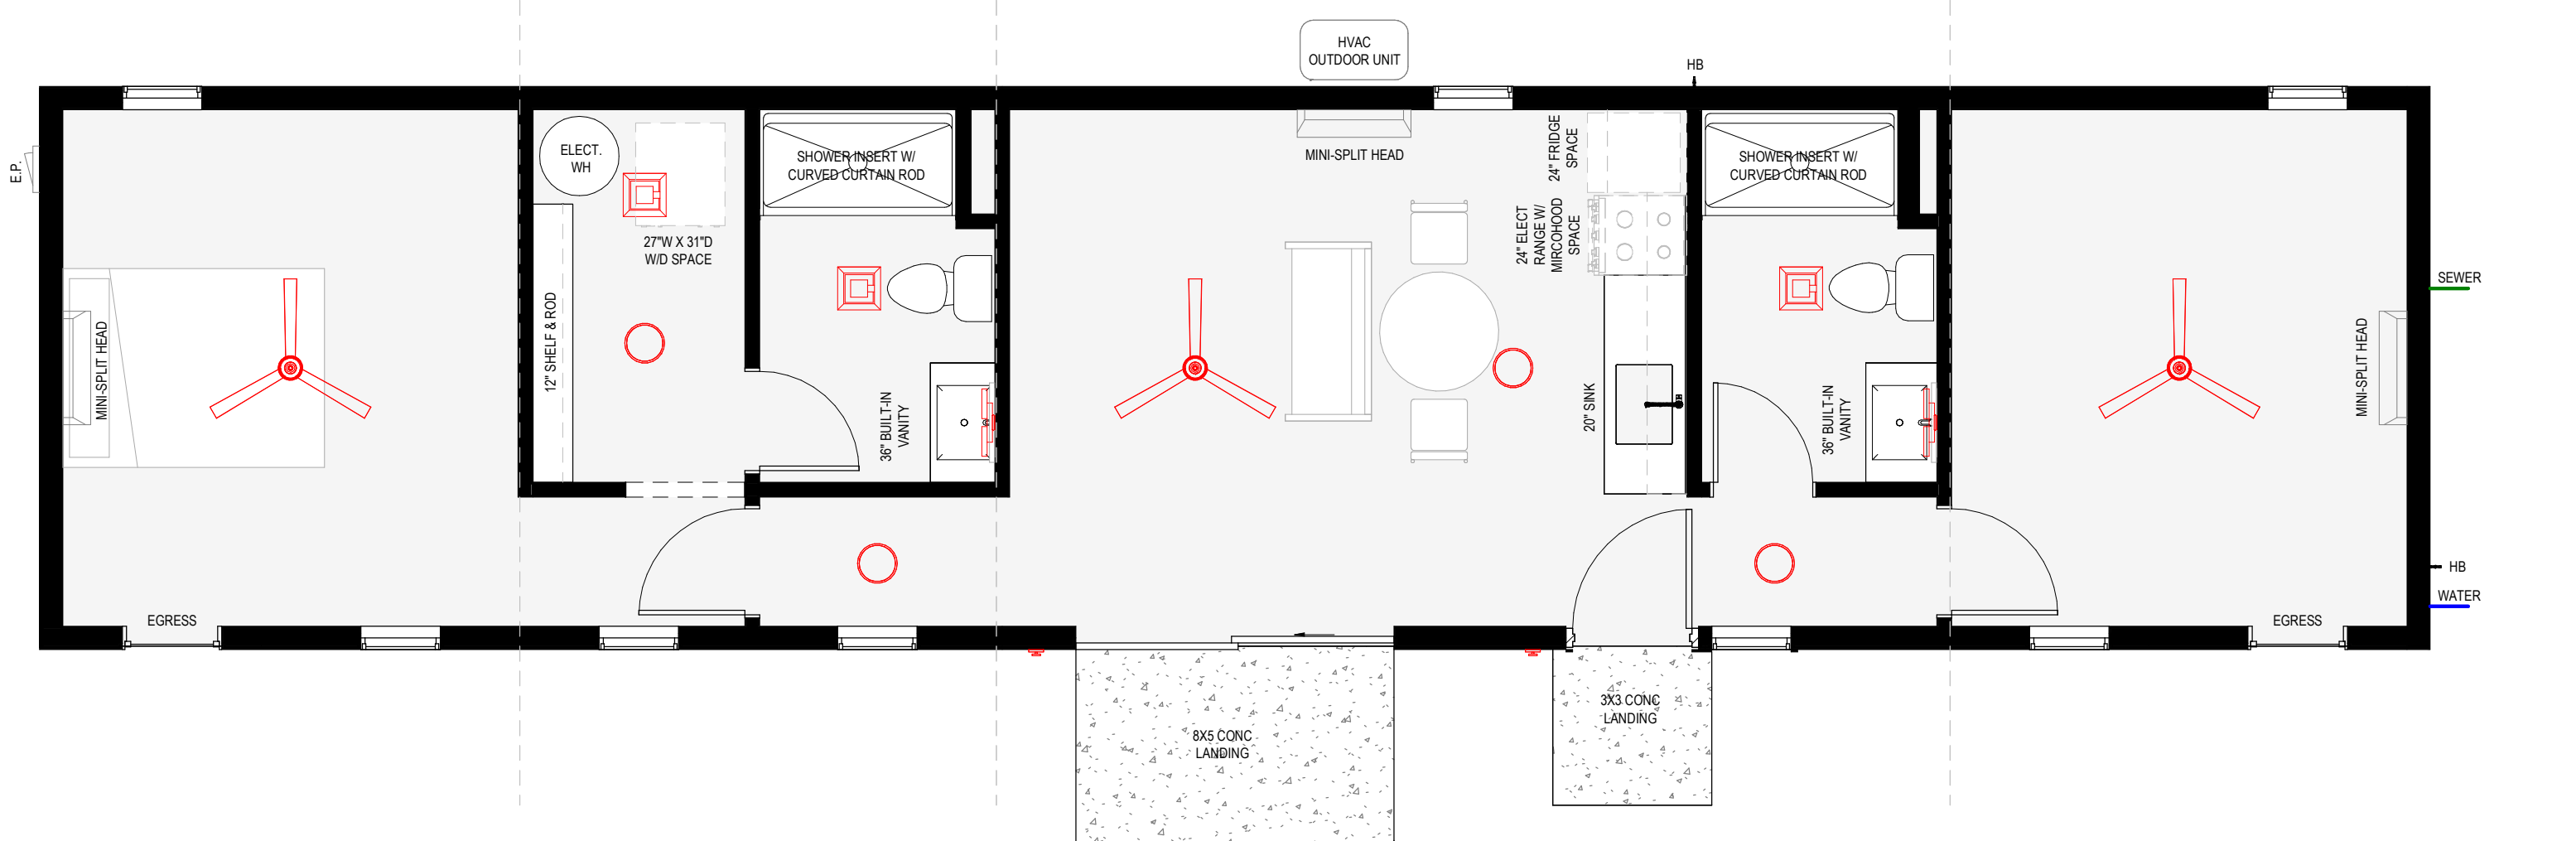 HVAC
OUTDOOR UNIT
HB
E.P.
ELECT.
WH
SHOWER INSERT W/
CURVED CURTAIN ROD
MINI-SPLIT HEAD
24" FRIDGE
SPACE
SHOWER INSERT W/
CURVED CURTAIN ROD
27"W X 31"D
W/D SPACE
24" ELECT
RANGE W/
MIRCOHOOD
SPACE
SEWER
MINI-SPLIT HEAD
12" SHELF & ROD
36" BUILT-IN
VANITY
20" SINK
36" BUILT-IN
VANITY
MINI-SPLIT HEAD
HB
WATER
EGRESS
EGRESS
3X3 CONC
LANDING
8X5 CONC
LANDING